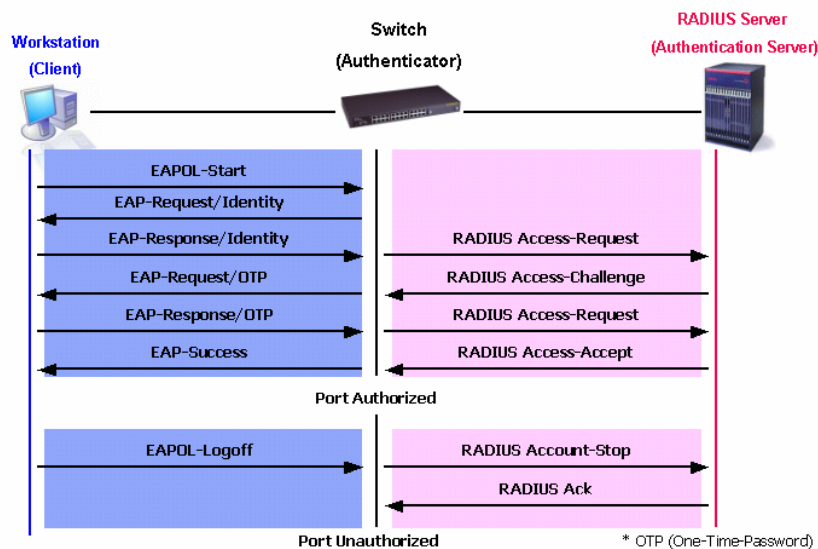 Workstation
(Client)
Switch
(Authenticator)
RADIUS Server
(Authentication Server)
EAPOL-Start
EAP-Request/Identity
EAP-Response/Identity
RADIUS Access-Request
EAP-Request/OTP
RADIUS Access-Challenge
EAP-Response/OTP
RADIUS Access-Request
EAP-Success
RADIUS Access-Accept
Port Authorized
EAPOL-Logoff
RADIUS Account-Stop
RADIUS Ack
Port Unauthorized
* OTP (One-Time-Password)